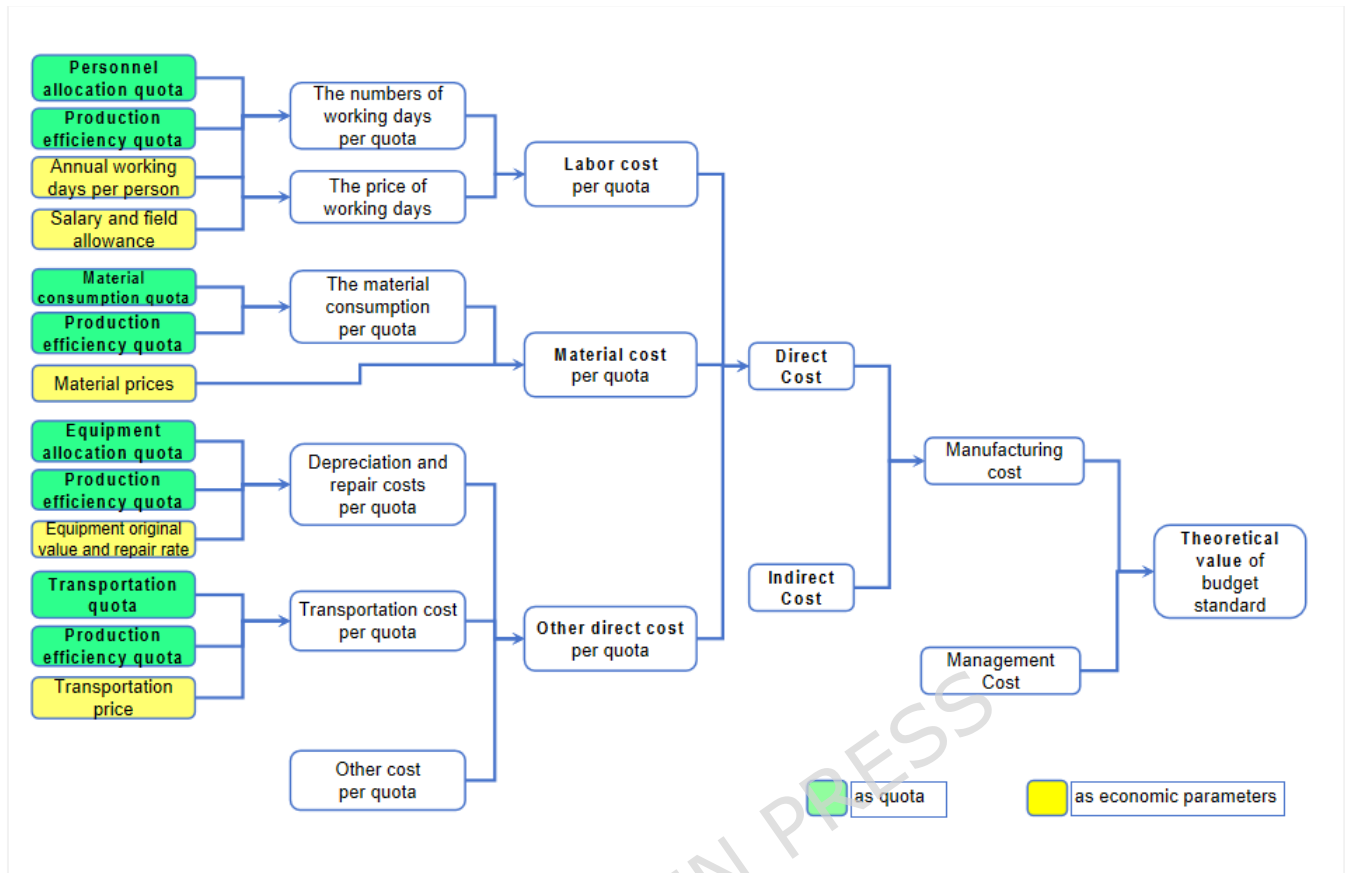 Personnel
allocation quota
Production
efficiency quota
Annual working
days per person
Salary and field
allowance
The numbers of
working days
per quota
The price of
working days
Labor cost
per quota
Material
consumption quota
Production
efficiency quota
Material prices
The material
consumption
per quota
Material cost
per quota
Direct
Cost
Equipment
allocation quota
Production
efficiency quota
Equipment original
value and repair rate
Depreciation and
repair costs
per quota
Manufacturing
cost
Transportation
quota
Production
efficiency quota
Transportation
price
Transportation cost
per quota
Other direct cost
per quota
Indirect
Cost
Theoretical
value of
budget
standard
Management
Cost
Other cost
per quota
as quota
as economic parameters
IN PRESS